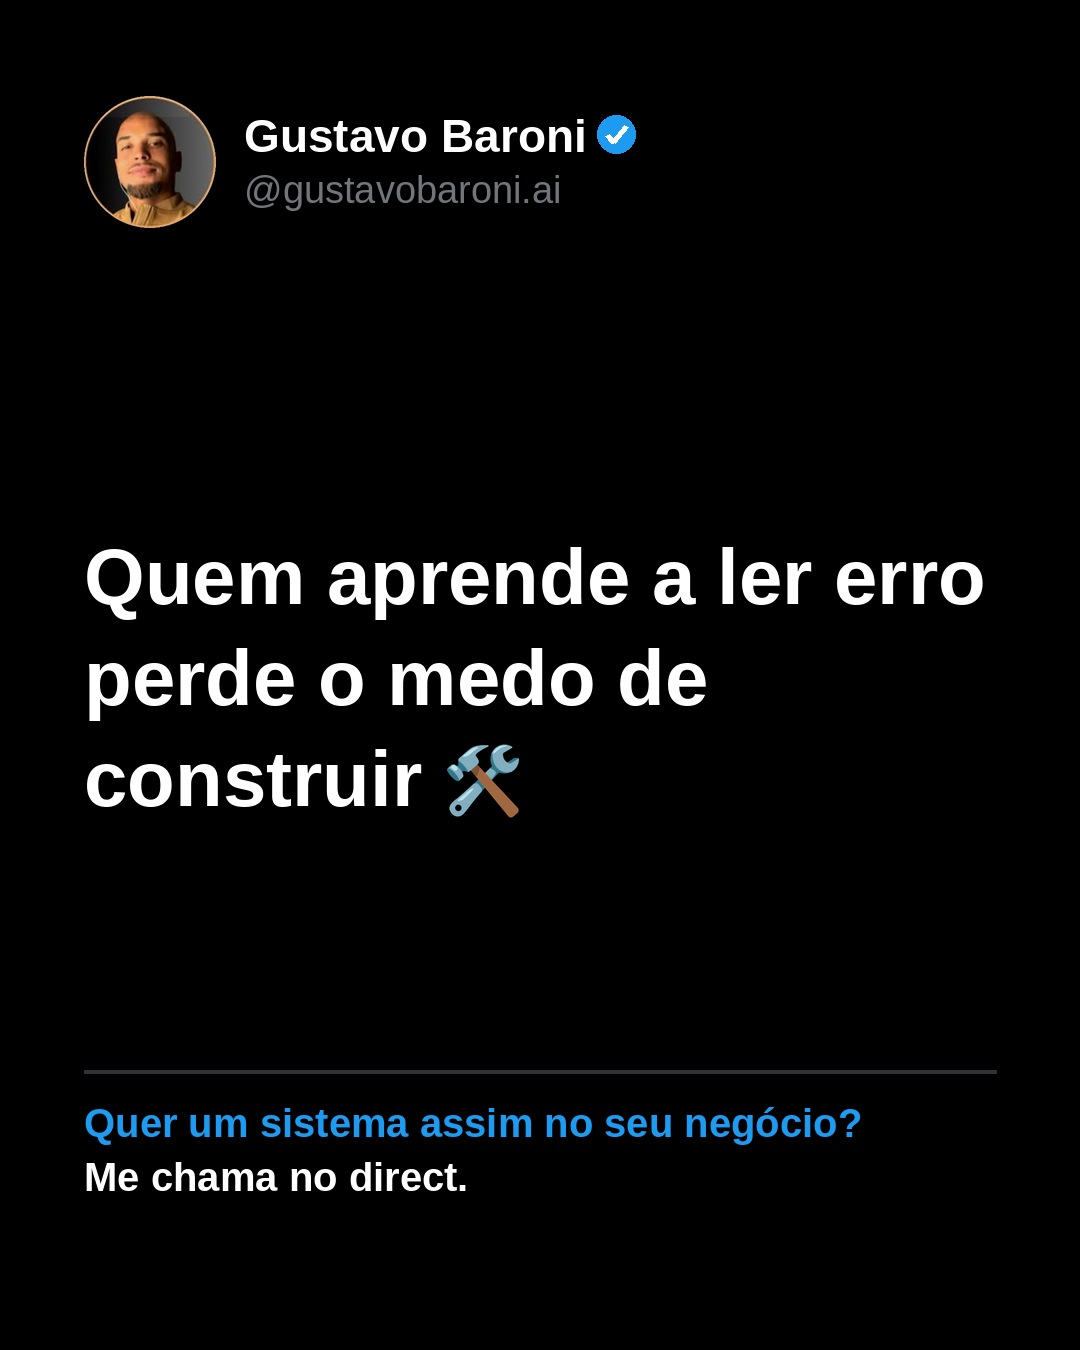 Gustavo Baroni
@gustavobaroni.ai
Quem aprende a ler erro
perde o medo de
construir 🛠️
Quer um sistema assim no seu negócio?
Me chama no direct.